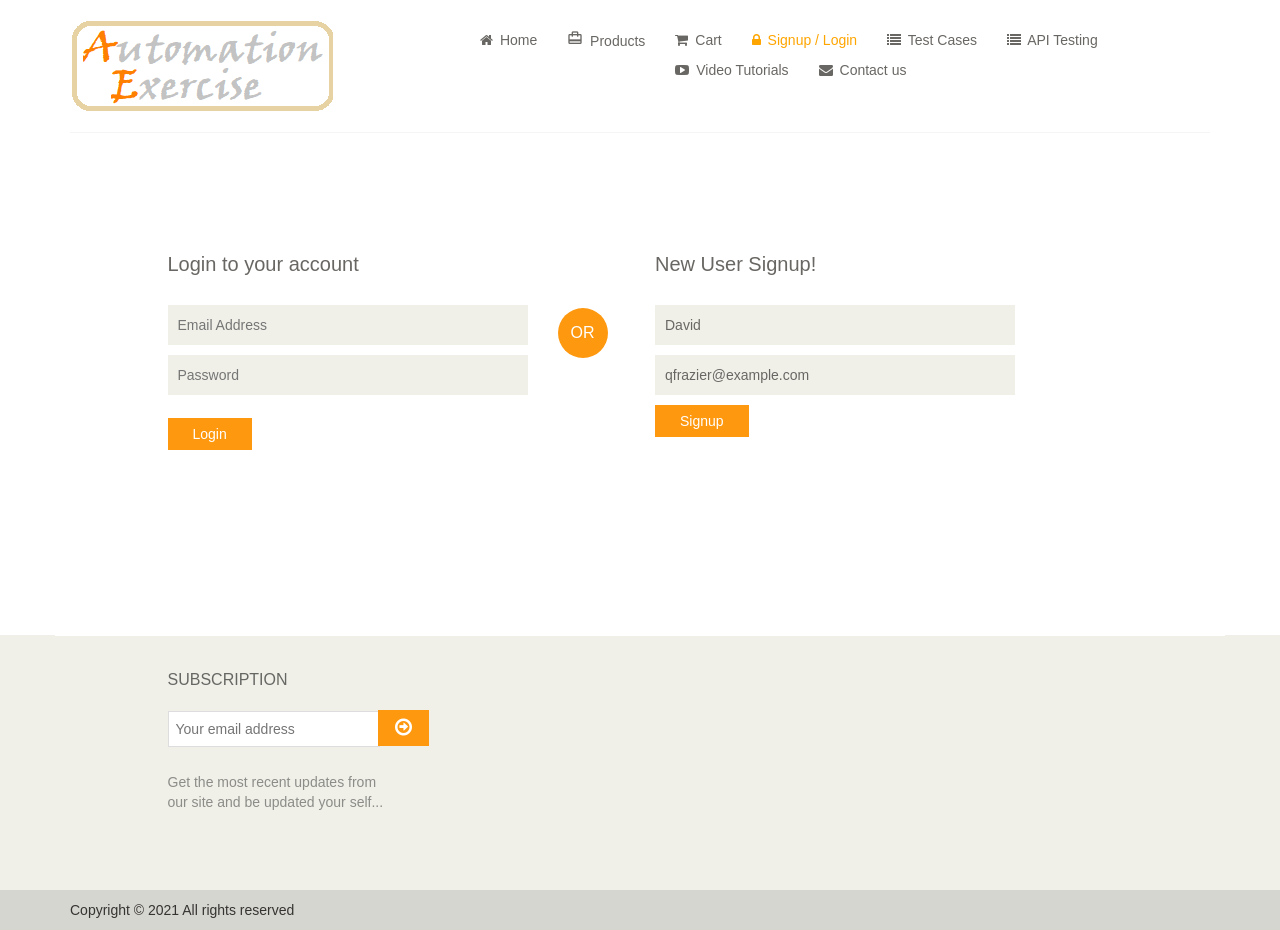 Automation
Exercise
Home
Products
Cart
Signup / Login
Test Cases
API Testing
Video Tutorials
Contact us
Login to your account
Email Address
Password
Login
OR
New User Signup!
David
qfrazier@example.com
Signup
SUBSCRIPTION
Your email address
Get the most recent updates from
our site and be updated your self...
Copyright © 2021 All rights reserved